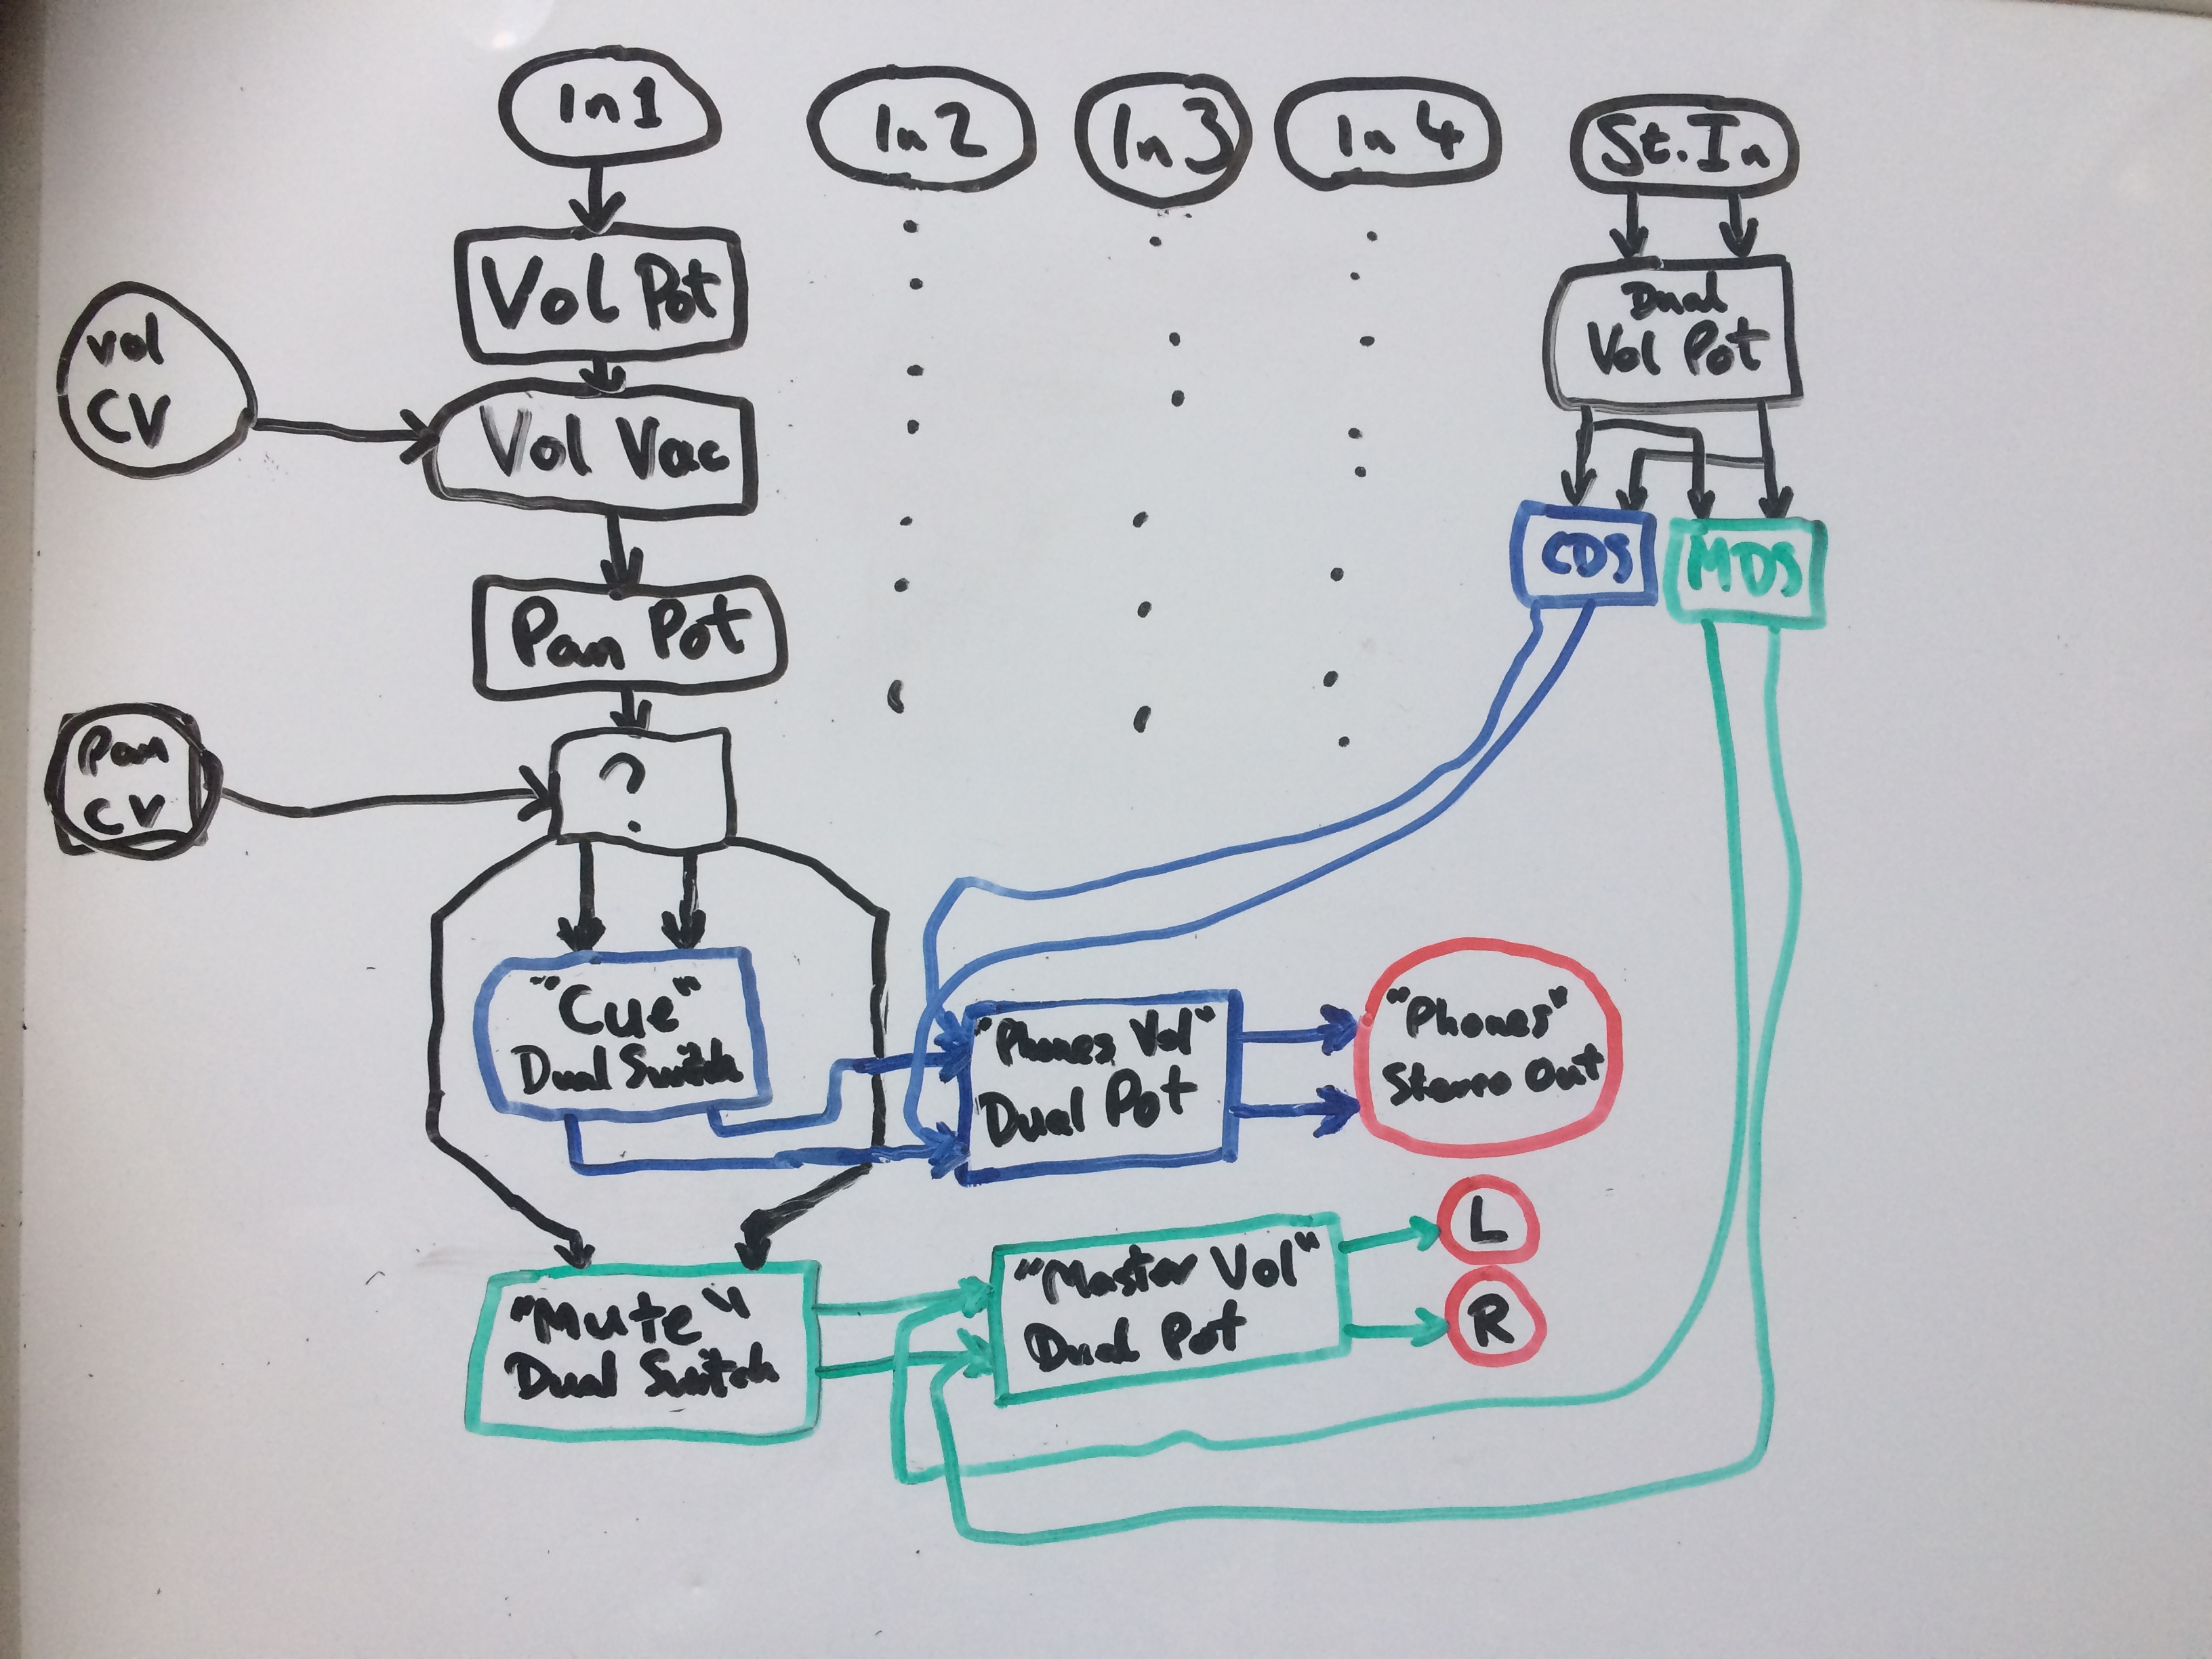 In 1
In 2
In 3
In 4
St. In
Vol Pot
Dual
Vol Pot
Vol
CV
Vol Vac
CDS
MDS
Pan Pot
Pan
CV
?
"Cue"
Dual Switch
"Phones Vol"
Dual Pot
"Phones"
Stereo Out
L
"Master Vol"
Dual Pot
R
"Mute"
Dual Switch